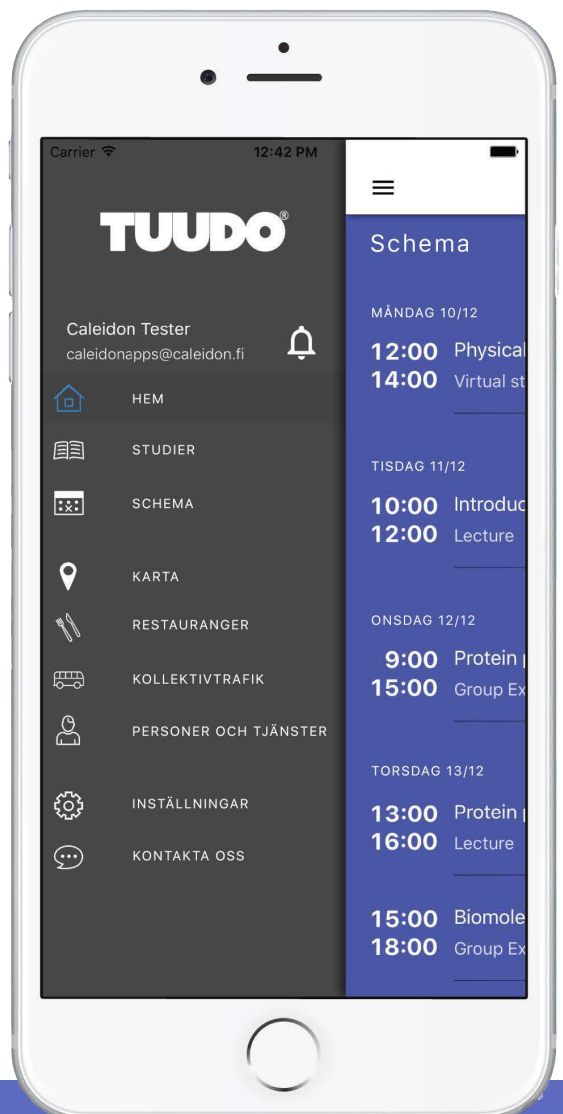 Carrier 12:42 PM
TUUDO®
Caleidon Tester
caleidonapps@caleidon.fi
HEM
STUDIER
SCHEMA
KARTA
RESTAURANGER
KOLLEKTIVTRAFIK
PERSONER OCH TJÄNSTER
INSTÄLLNINGAR
KONTAKTA OSS
Schema
MÅNDAG 10/12
12:00 Physical
14:00 Virtual st
TISDAG 11/12
10:00 Introduc
12:00 Lecture
ONSDAG 12/12
9:00 Protein
15:00 Group Ex
TORSDAG 13/12
13:00 Protein
16:00 Lecture
15:00 Biomole
18:00 Group Ex